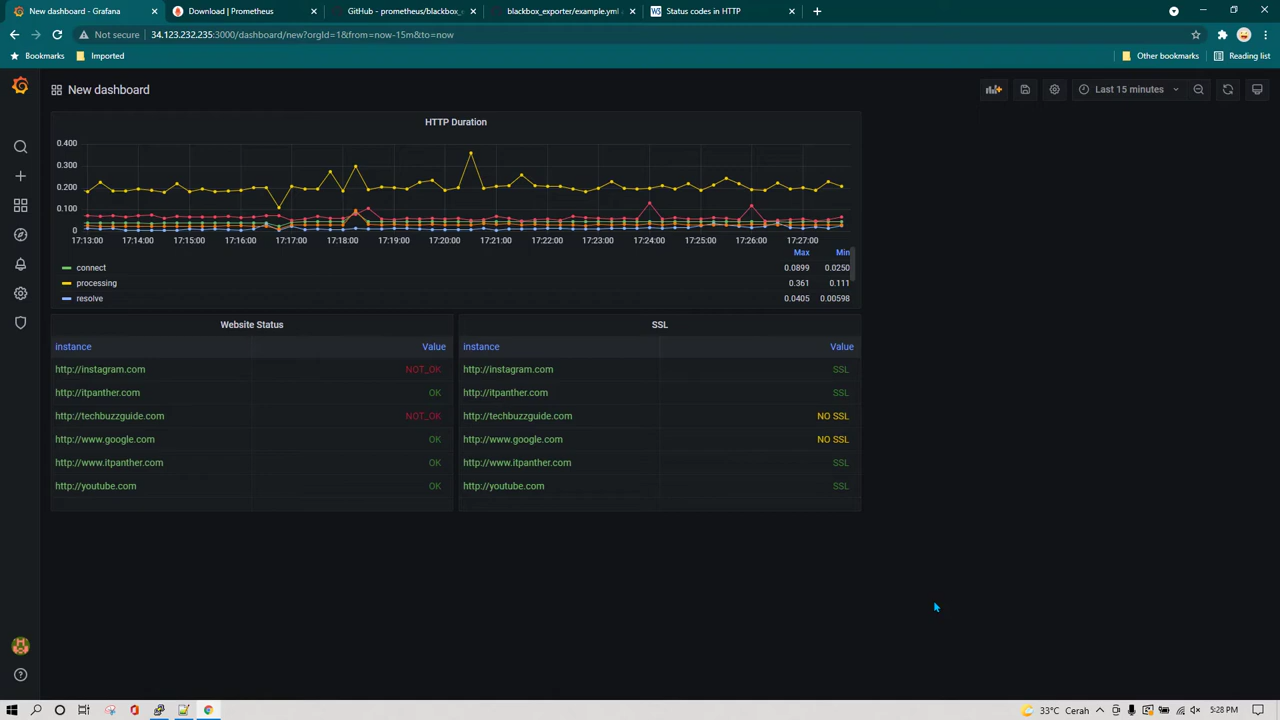 New dashboard - Grafana
Download | Prometheus
GitHub - prometheus/blackbox_
blackbox_exporter/example.yml
Status codes in HTTP
Not secure
34.123.232.235:3000/dashboard/new?orgId=1&from=now-15m&to=now
Bookmarks
Imported
Other bookmarks
Reading list
New dashboard
Last 15 minutes
HTTP Duration
0.400
0.300
0.200
0.100
0
17:13:00 17:14:00 17:15:00 17:16:00 17:17:00 17:18:00 17:19:00 17:20:00 17:21:00 17:22:00 17:23:00 17:24:00 17:25:00 17:26:00 17:27:00
Max Min
connect 0.0899 0.0250
processing 0.361 0.111
resolve 0.0405 0.00598
Website Status
instance Value
http://instagram.com NOT_OK
http://itpanther.com OK
http://techbuzzguide.com NOT_OK
http://www.google.com OK
http://www.itpanther.com OK
http://youtube.com OK
SSL
instance Value
http://instagram.com SSL
http://itpanther.com SSL
http://techbuzzguide.com NO SSL
http://www.google.com NO SSL
http://www.itpanther.com SSL
http://youtube.com SSL
33°C Cerah
5:28 PM